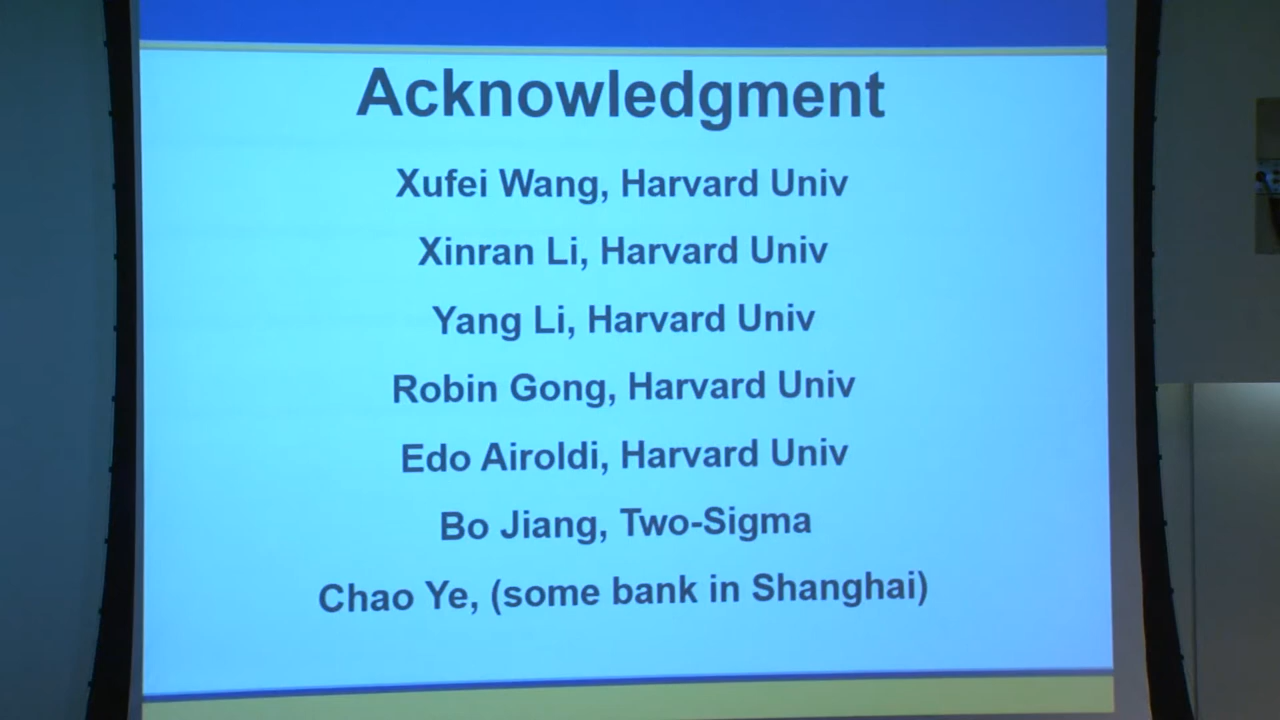 Acknowledgment
Xufei Wang, Harvard Univ
Xinran Li, Harvard Univ
Yang Li, Harvard Univ
Robin Gong, Harvard Univ
Edo Airoldi, Harvard Univ
Bo Jiang, Two-Sigma
Chao Ye, (some bank in Shanghai)